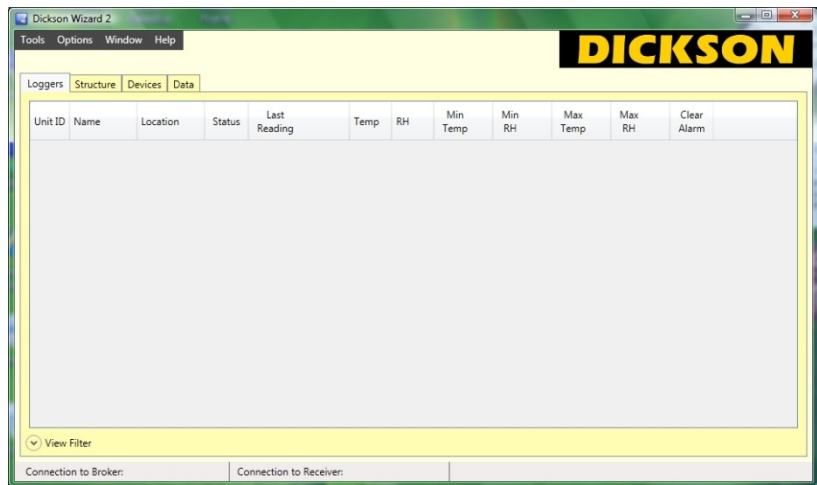 Dickson Wizard 2
Tools Options Window Help
DICKSON
Loggers Structure Devices Data
Unit ID Name Location Status Last Reading Temp RH Min Temp Min RH Max Temp Max RH Clear Alarm
View Filter
Connection to Broker: Connection to Receiver: